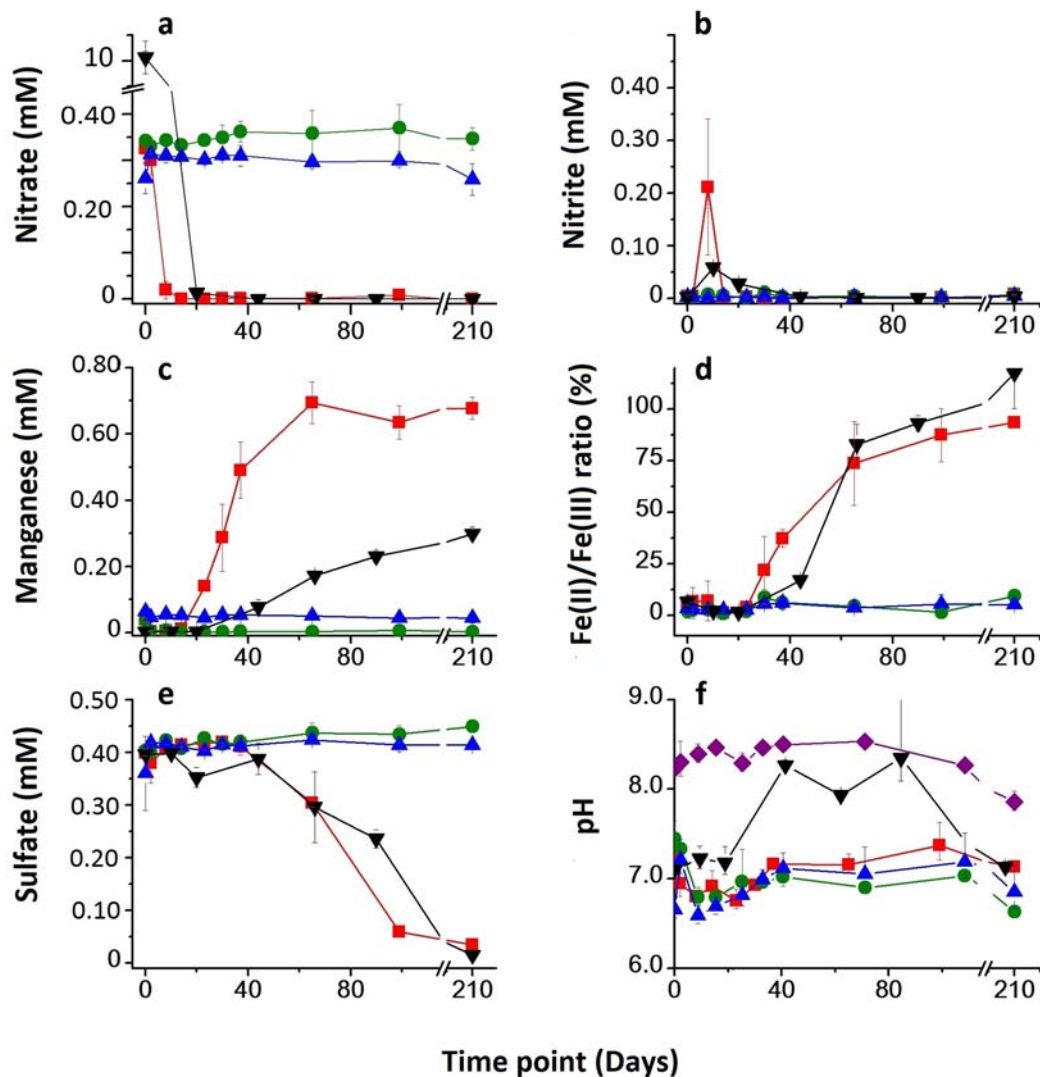 a
Nitrate (mM)
10
0.40
0.20
0
0 40 80 210
b
Nitrite (mM)
0.40
0.30
0.20
0.10
0
0 40 80 210
c
Manganese (mM)
0.80
0.60
0.40
0.20
0
0 40 80 210
d
Fe(II)/Fe(III) ratio (%)
100
75
50
25
0
0 40 80 210
e
Sulfate (mM)
0.50
0.40
0.30
0.20
0.10
0
0 40 80 210
f
pH
9.0
8.0
7.0
6.0
0 40 80 210
Time point (Days)